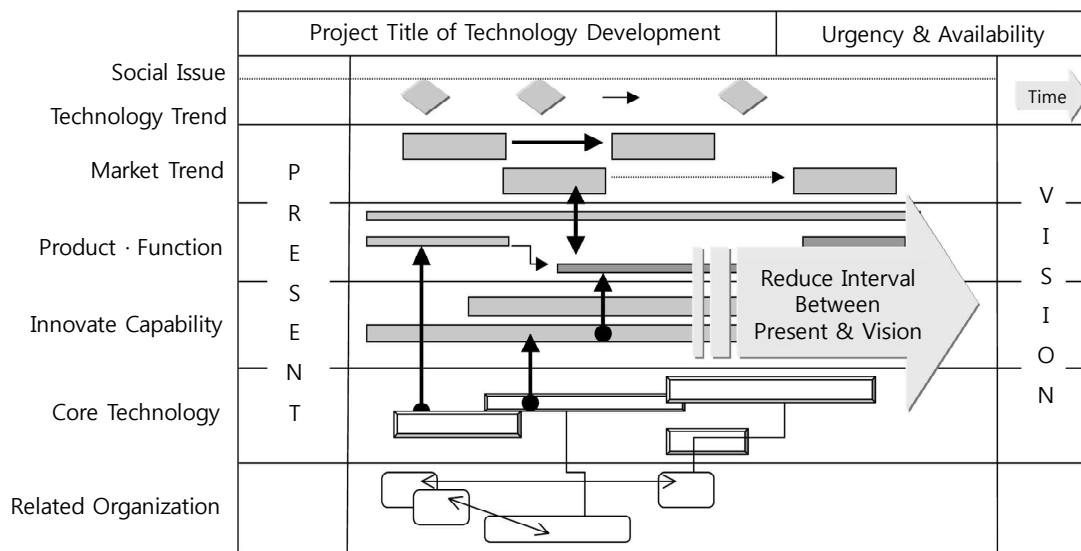 Project Title of Technology Development
Urgency & Availability
Social Issue
Technology Trend
Time
Market Trend
Product · Function
Innovate Capability
Core Technology
Related Organization
P
R
E
S
E
N
T
Reduce Interval
Between
Present & Vision
V
I
S
I
O
N